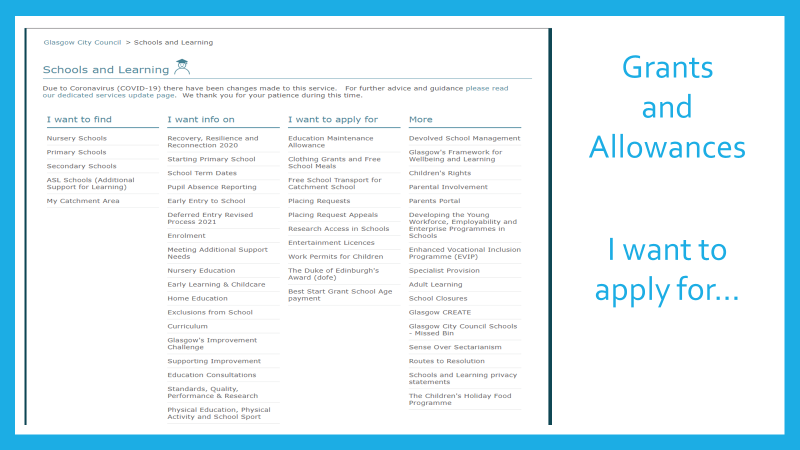 Glasgow City Council > Schools and Learning
Schools and Learning
Due to Coronavirus (COVID-19) there have been changes made to this service. For further advice and guidance please read
our dedicated services update page. We thank you for your patience during this time.
I want to find
Nursery Schools
Primary Schools
Secondary Schools
ASL Schools (Additional
Support for Learning)
My Catchment Area
I want info on
Recovery, Resilience and
Reconnection 2020
Starting Primary School
School Term Dates
Pupil Absence Reporting
Early Entry to School
Deferred Entry Revised
Process 2021
Enrolment
Meeting Additional Support
Needs
Nursery Education
Early Learning & Childcare
Home Education
Exclusions from School
Curriculum
Glasgow's Improvement
Challenge
Supporting Improvement
Education Consultations
Standards, Quality,
Performance & Research
Physical Education, Physical
Activity and School Sport
I want to apply for
Education Maintenance
Allowance
Clothing Grants and Free
School Meals
Free School Transport for
Catchment School
Placing Requests
Placing Request Appeals
Research Access in Schools
Entertainment Licences
Work Permits for Children
The Duke of Edinburgh's
Award (dofe)
Best Start Grant School Age
payment
More
Devolved School Management
Glasgow's Framework for
Wellbeing and Learning
Children's Rights
Parental Involvement
Parents Portal
Developing the Young
Workforce, Employability and
Enterprise Programmes in
Schools
Enhanced Vocational Inclusion
Programme (EVIP)
Specialist Provision
Adult Learning
School Closures
Glasgow CREATE
Glasgow City Council Schools
- Missed Bin
Sense Over Sectarianism
Routes to Resolution
Schools and Learning privacy
statements
The Children's Holiday Food
Programme
Grants
and
Allowances
I want to
apply for...